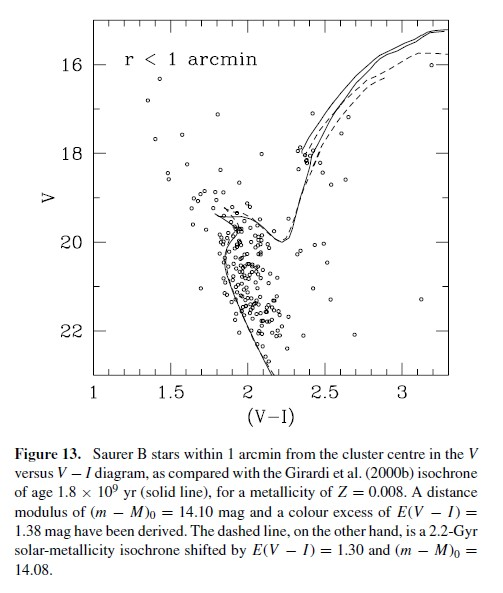 r < 1 arcmin
16
18
20
22
V
1
1.5
2
2.5
3
(V−I)
Figure 13. Saurer B stars within 1 arcmin from the cluster centre in the V
versus V − I diagram, as compared with the Girardi et al. (2000b) isochrone
of age 1.8 × 10⁹ yr (solid line), for a metallicity of Z = 0.008. A distance
modulus of (m − M)₀ = 14.10 mag and a colour excess of E(V − I) =
1.38 mag have been derived. The dashed line, on the other hand, is a 2.2-Gyr
solar-metallicity isochrone shifted by E(V − I) = 1.30 and (m − M)₀ =
14.08.